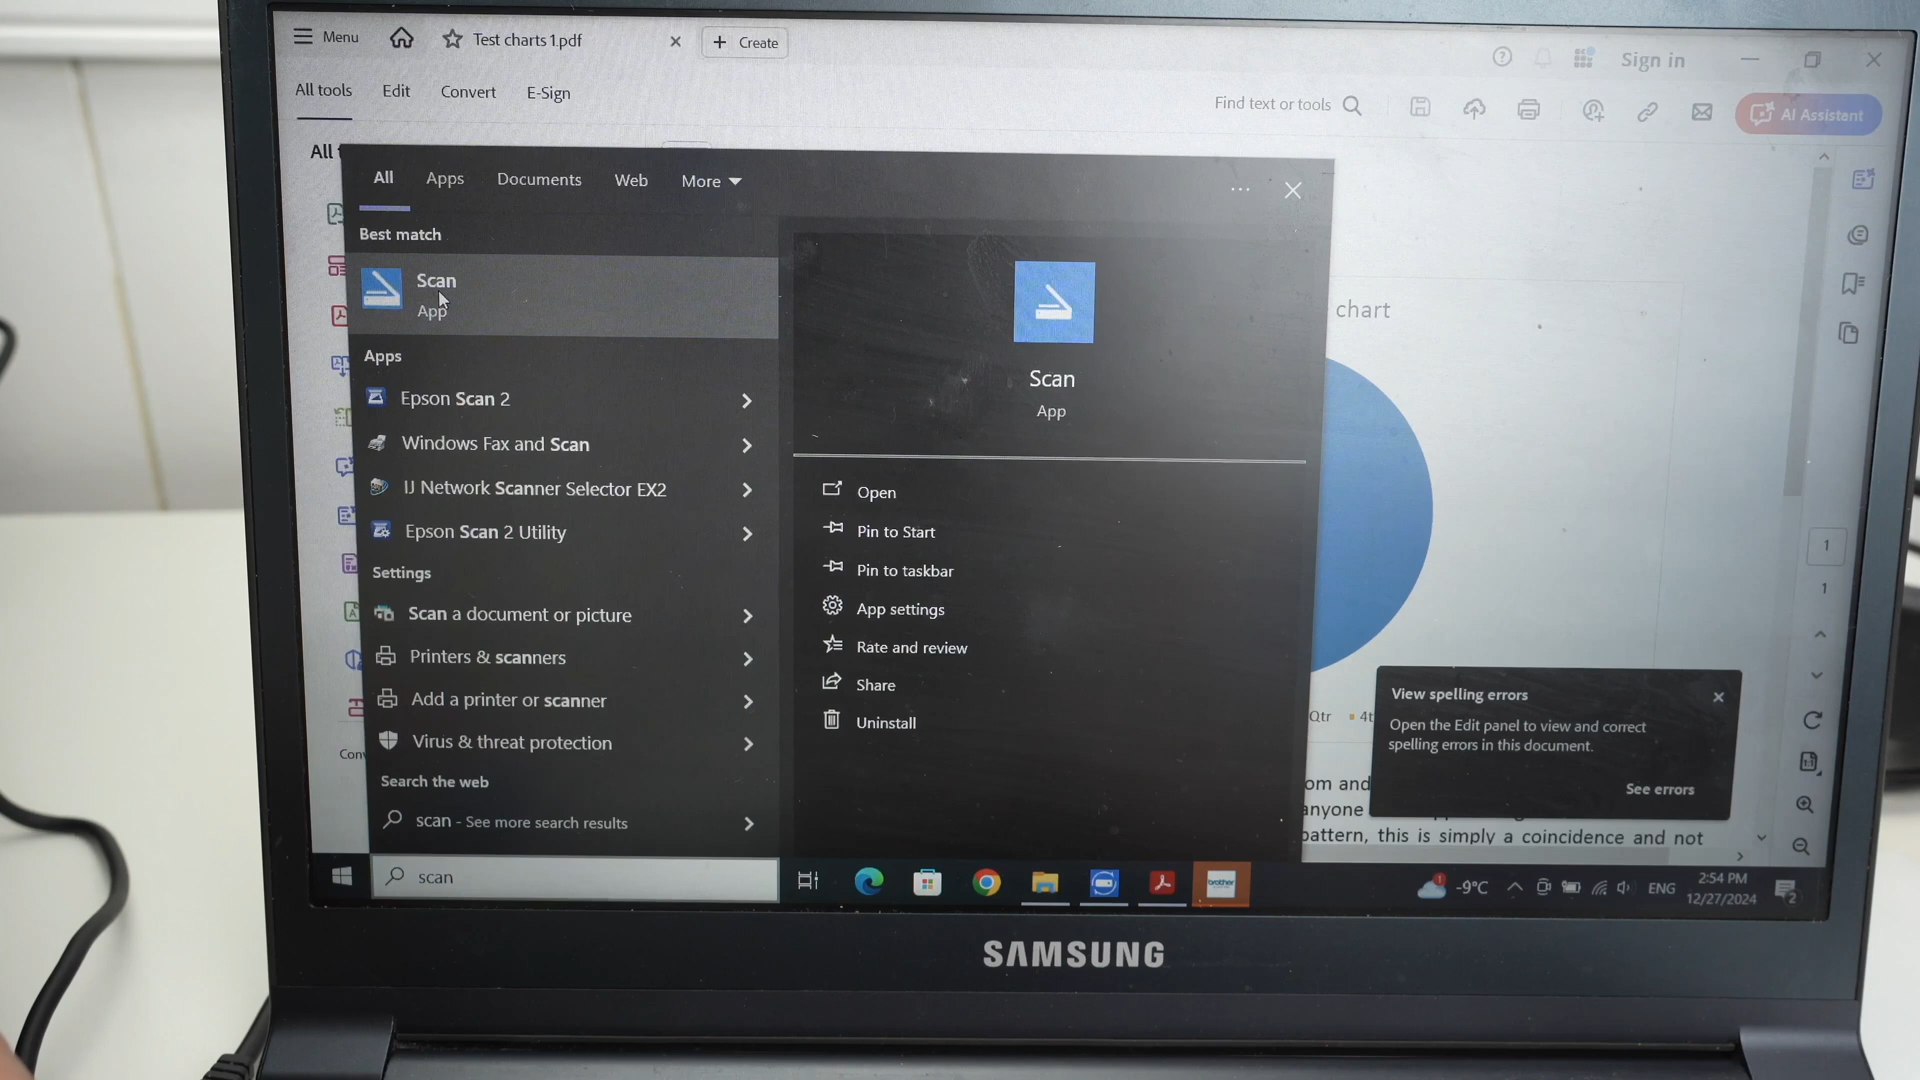 Menu
Test charts 1.pdf
Create
Sign in
All tools
Edit
Convert
E-Sign
Find text or tools
AI Assistant
All
All
Apps
Documents
Web
More
Best match
Scan
App
Apps
Epson Scan 2
Windows Fax and Scan
IJ Network Scanner Selector EX2
Epson Scan 2 Utility
Settings
Scan a document or picture
Printers & scanners
Add a printer or scanner
Virus & threat protection
Search the web
scan - See more search results
Scan
App
Open
Pin to Start
Pin to taskbar
App settings
Rate and review
Share
Uninstall
chart
Qtr
View spelling errors
Open the Edit panel to view and correct
spelling errors in this document.
See errors
1
1
om and
anyone
pattern, this is simply a coincidence and not
scan
brother
1
-9°C
ENG
2:54 PM
12/27/2024
2
SAMSUNG